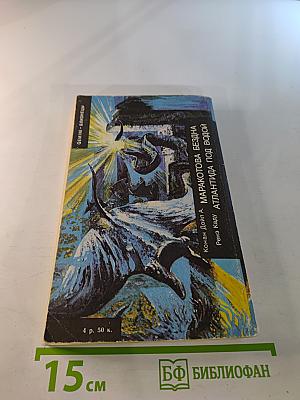 Конан Дойл А. МАРАКОТОВА БЕЗДНА
Рене Каду АТЛАНТИДА ПОД ВОДОЙ
4 р. 50 к.
15 см
БФ БИБЛИОФАН